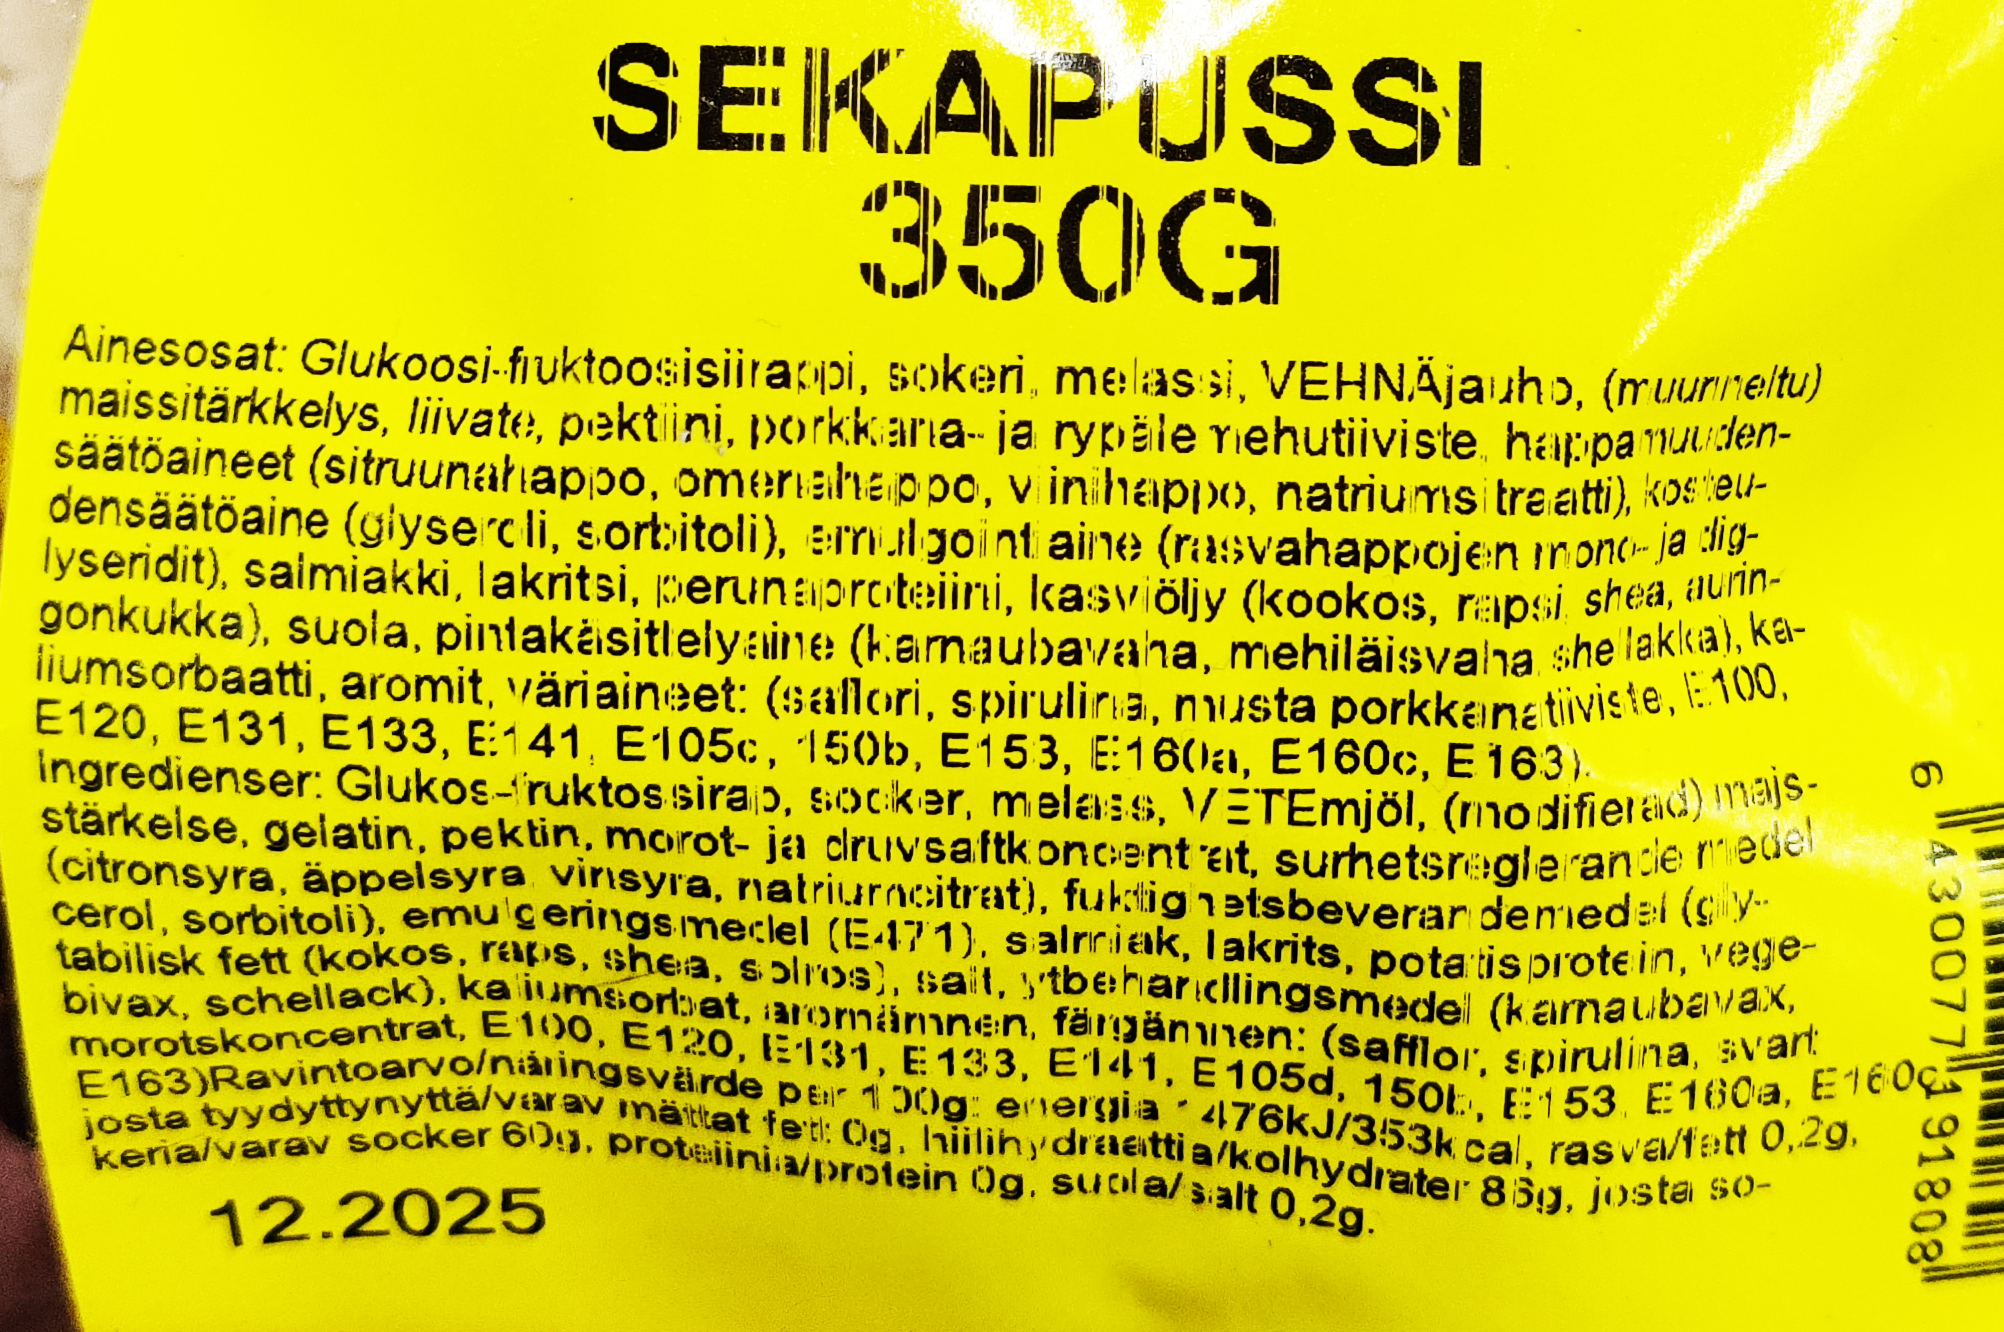 SEKAPUSSI
350G
Ainesosat: Glukoosi-fruktoosisiirappi, sokeri, melassi, VEHNÄjauho, (muunneltu)
maissitärkkelys, liivate, pektiini, porkkana- ja rypäle mehutiiviste, happamuuden-
säätöaineet (sitruunahappo, omenahappo, viinihappo, natriumsitraatti), kosteu-
densäätöaine (glyseroli, sorbitoli), emulgointiaine (rasvahappojen mono- ja dig-
lyseridit), salmiakki, lakritsi, perunaproteiini, kasviöljy (kookos, rapsi, shea, aurin-
gonkukka), suola, pintakäsittelyaine (karnaubavaha, mehiläisvaha, shellakka), ka-
liumsorbaatti, aromit, väriaineet: (saflori, spirulina, musta porkkanatiiviste, E100,
E120, E131, E133, E141, E105c, 150b, E153, E160a, E160c, E163).
Ingredienser: Glukos-fruktossirap, socker, melass, VETEmjöl, (modifierad) majs-
stärkelse, gelatin, pektin, morot- ja druvsaftkoncentrat, surhetsreglerande medel
(citronsyra, äppelsyra, vinsyra, natriumcitrat), fuktighetsbeverandemedel (gly-
cerol, sorbitoli), emulgeringsmedel (E471), salmiak, lakrits, potatisprotein, vege-
tabilisk fett (kokos, raps, shea, solros), salt, ytbehandlingsmedel (karnaubavax,
bivax, schellack), kaliumsorbat, aromämnen, färgämnen: (safflor, spirulina, svart
morotskoncentrat, E100, E120, E131, E133, E141, E105d, 150b, E153, E160a, E160c
E163)Ravintoarvo/näringsvärde per 100g: energia 1476kJ/353kcal, rasva/fett 0,2g,
josta tyydyttynyttä/varav mättat fett: 0g, hiilihydraattia/kolhydrater 86g, josta so-
keria/varav socker 60g, proteiinia/protein 0g, suola/salt 0,2g.
12.2025
6 430077 191808